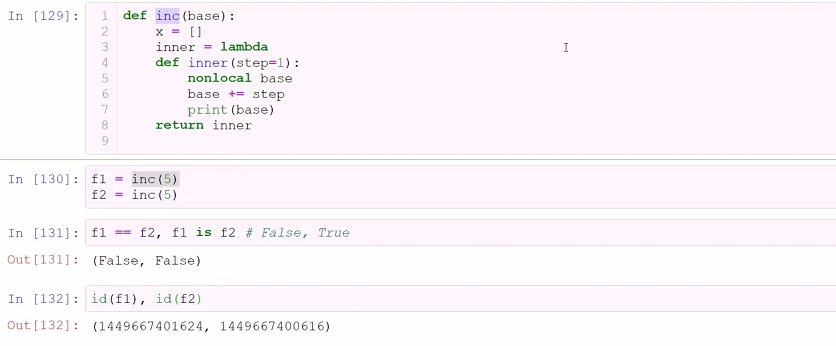 In [129]:
1 def inc(base):
2     x = []
3     inner = lambda
4     def inner(step=1):
5         nonlocal base
6         base += step
7         print(base)
8     return inner
9
In [130]: f1 = inc(5)
f2 = inc(5)
In [131]: f1 == f2, f1 is f2 # False, True
Out[131]: (False, False)
In [132]: id(f1), id(f2)
Out[132]: (1449667401624, 1449667400616)